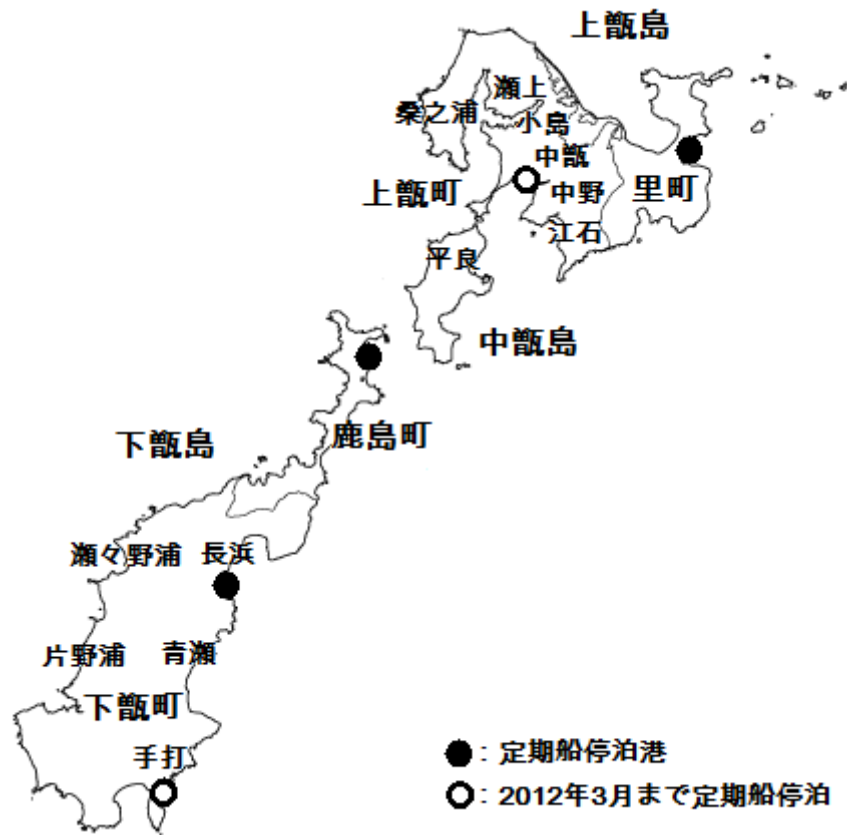 上甑島
瀬上
桑之浦
小島
中甑
上甑町
中野
里町
江石
平良
中甑島
鹿島町
下甑島
瀬々野浦
長浜
片野浦
青瀬
下甑町
手打
●：定期船停泊港
○：2012年3月まで定期船停泊